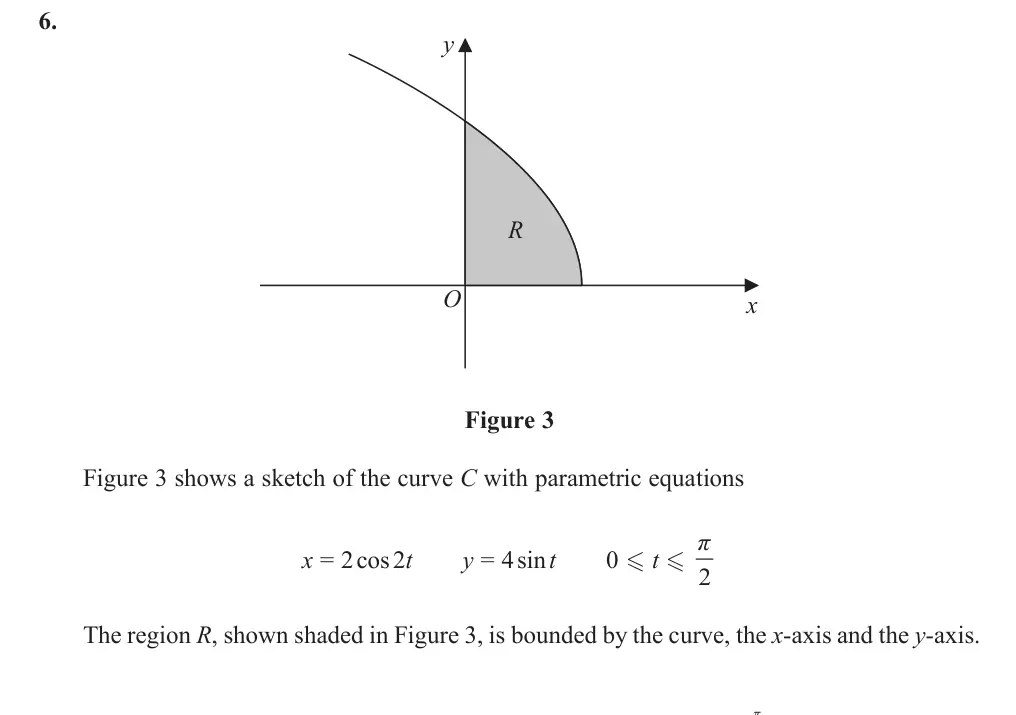 6.
y
R
O
x
Figure 3
Figure 3 shows a sketch of the curve C with parametric equations
x = 2 cos 2t y = 4 sin t 0 ⩽ t ⩽ π/2
The region R, shown shaded in Figure 3, is bounded by the curve, the x-axis and the y-axis.
π